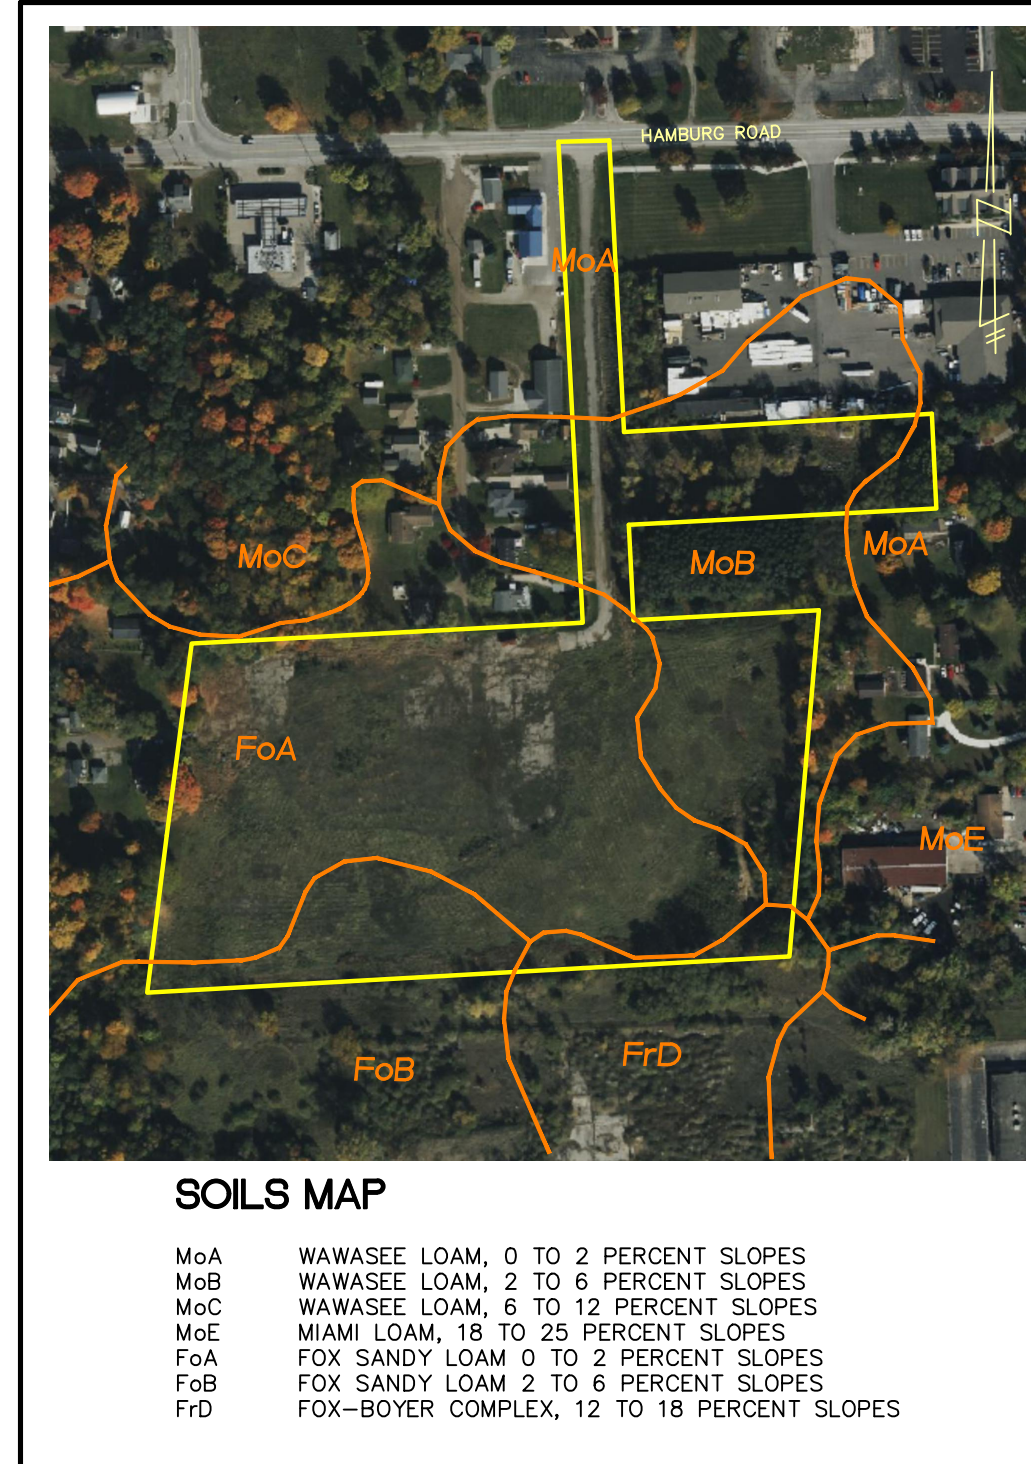 HAMBURG ROAD
MoA
MoC
MoB
MoA
FoA
MoE
FoB
FrD
SOILS MAP
MoA WAWASEE LOAM, 0 TO 2 PERCENT SLOPES
MoB WAWASEE LOAM, 2 TO 6 PERCENT SLOPES
MoC WAWASEE LOAM, 6 TO 12 PERCENT SLOPES
MoE MIAMI LOAM, 18 TO 25 PERCENT SLOPES
FoA FOX SANDY LOAM 0 TO 2 PERCENT SLOPES
FoB FOX SANDY LOAM 2 TO 6 PERCENT SLOPES
FrD FOX-BOYER COMPLEX, 12 TO 18 PERCENT SLOPES